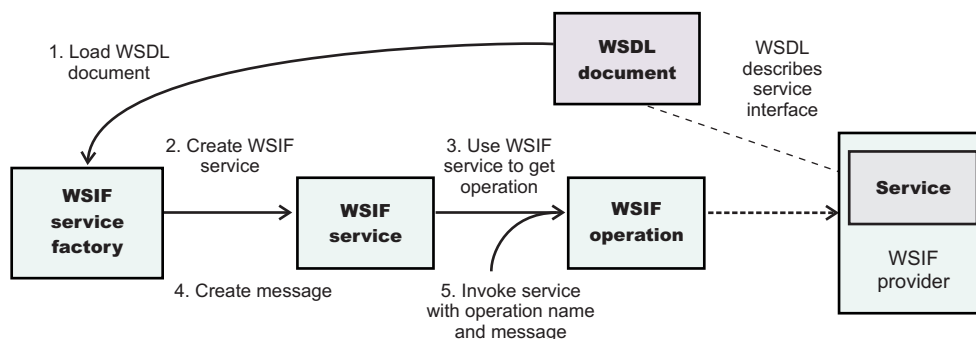 1. Load WSDL
document
WSDL
document
WSDL
describes
service
interface
2. Create WSIF
service
3. Use WSIF
service to get
operation
WSIF
service
factory
WSIF
service
WSIF
operation
Service
WSIF
provider
4. Create message
5. Invoke service
with operation name
and message